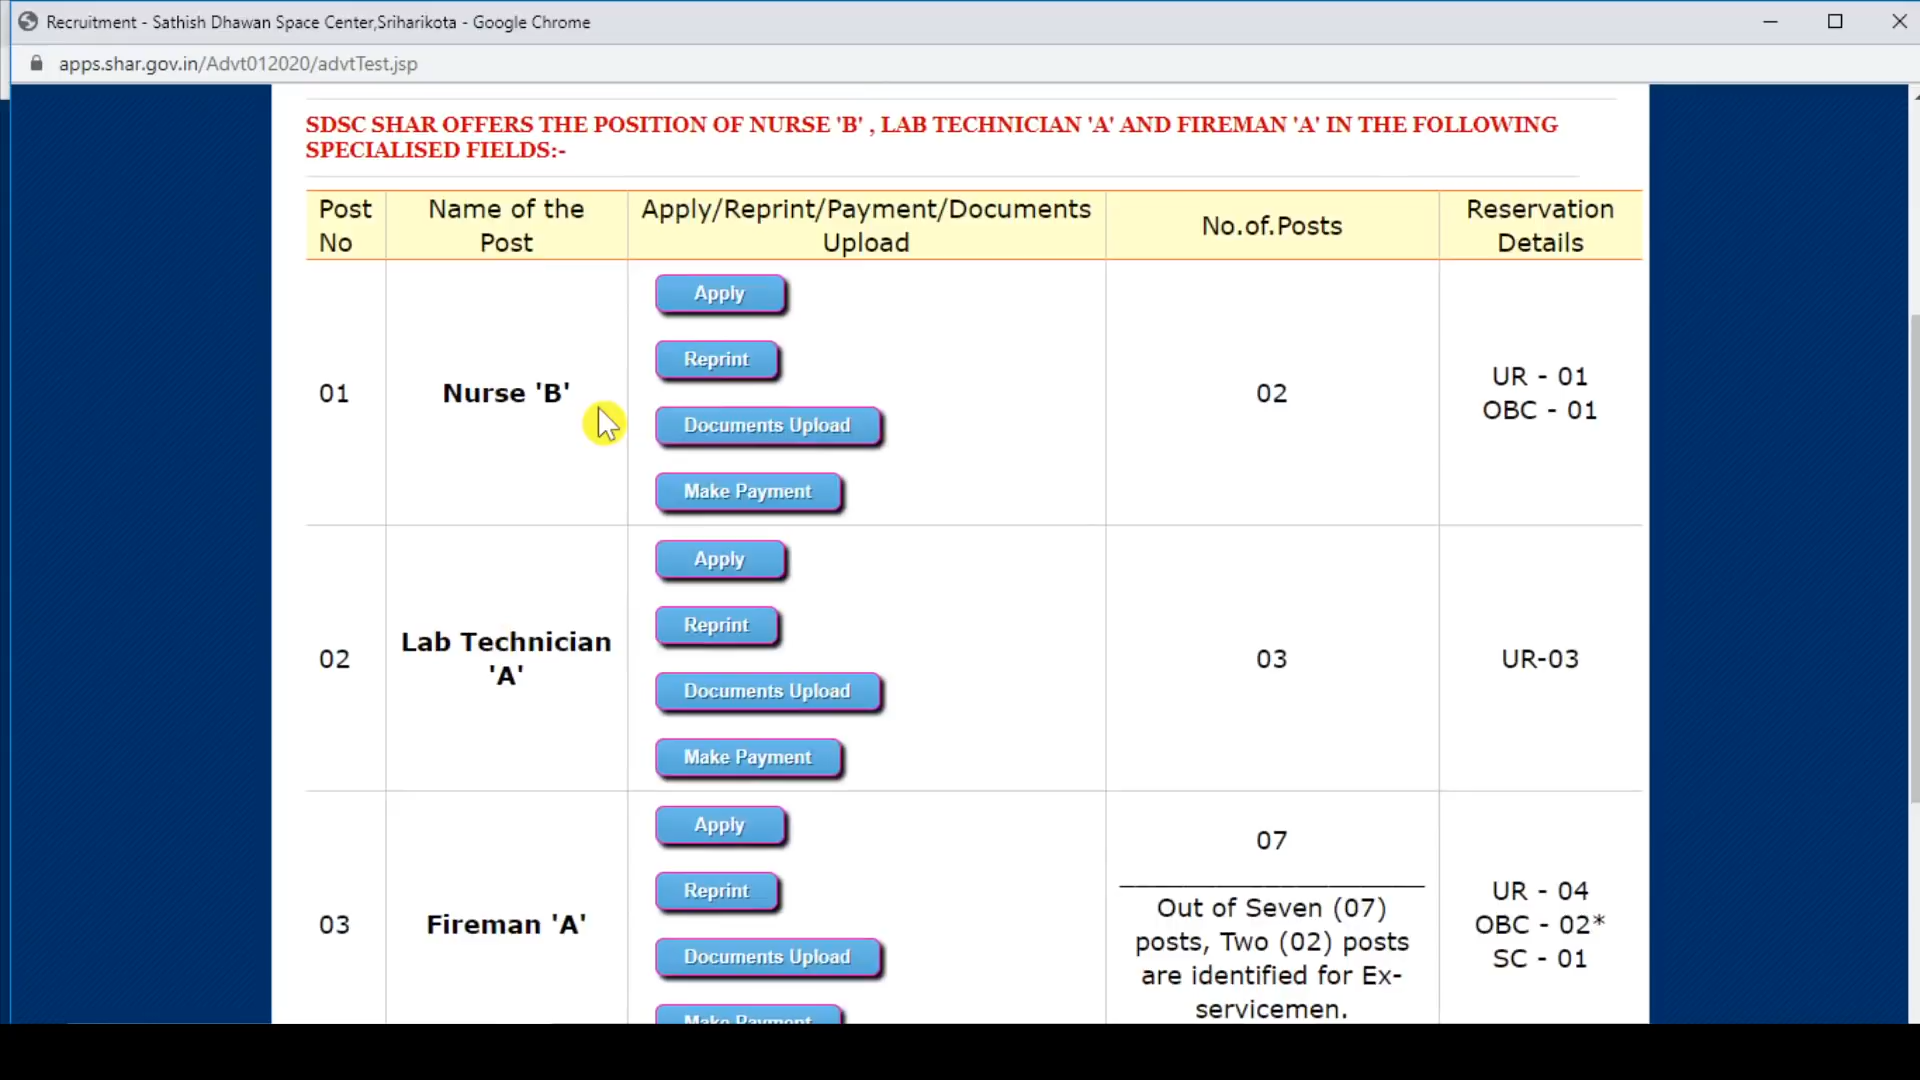 Recruitment - Sathish Dhawan Space Center,Sriharikota - Google Chrome
apps.shar.gov.in/Advt012020/advtTest.jsp
SDSC SHAR OFFERS THE POSITION OF NURSE 'B' , LAB TECHNICIAN 'A' AND FIREMAN 'A' IN THE FOLLOWING
SPECIALISED FIELDS:-
Post No
Name of the Post
Apply/Reprint/Payment/Documents Upload
No.of.Posts
Reservation Details
01
Nurse 'B'
Apply
Reprint
Documents Upload
Make Payment
02
UR - 01
OBC - 01
02
Lab Technician
'A'
Apply
Reprint
Documents Upload
Make Payment
03
UR-03
03
Fireman 'A'
Apply
Reprint
Documents Upload
Make Payment
07
Out of Seven (07)
posts, Two (02) posts
are identified for Ex-
servicemen.
UR - 04
OBC - 02*
SC - 01